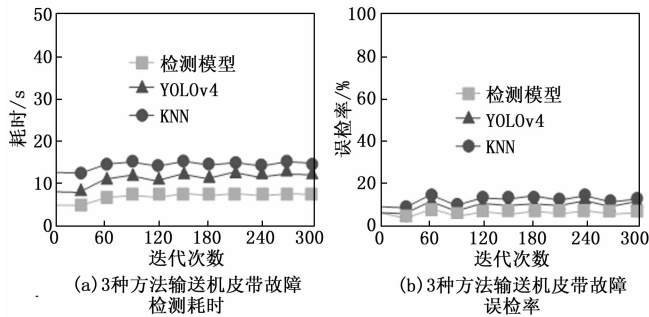 50
40
30
20
10
0
耗时/s
检测模型
YOLOv4
KNN
0 60 120 180 240 300
迭代次数
(a)3种方法输送机皮带故障
检测耗时
100
80
60
40
20
0
误检率/%
检测模型
YOLOv4
KNN
0 60 120 180 240 300
迭代次数
(b)3种方法输送机皮带故障
误检率